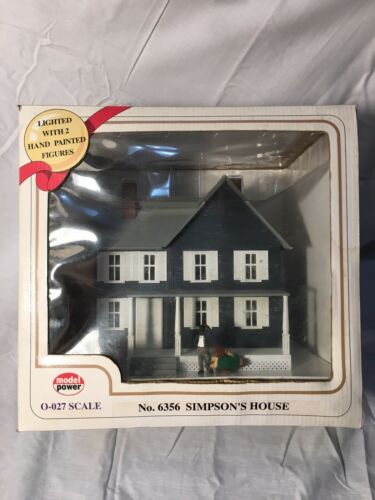 LIGHTED
WITH 2
HAND PAINTED
FIGURES
model
power
O-027 SCALE
No. 6356 SIMPSON'S HOUSE